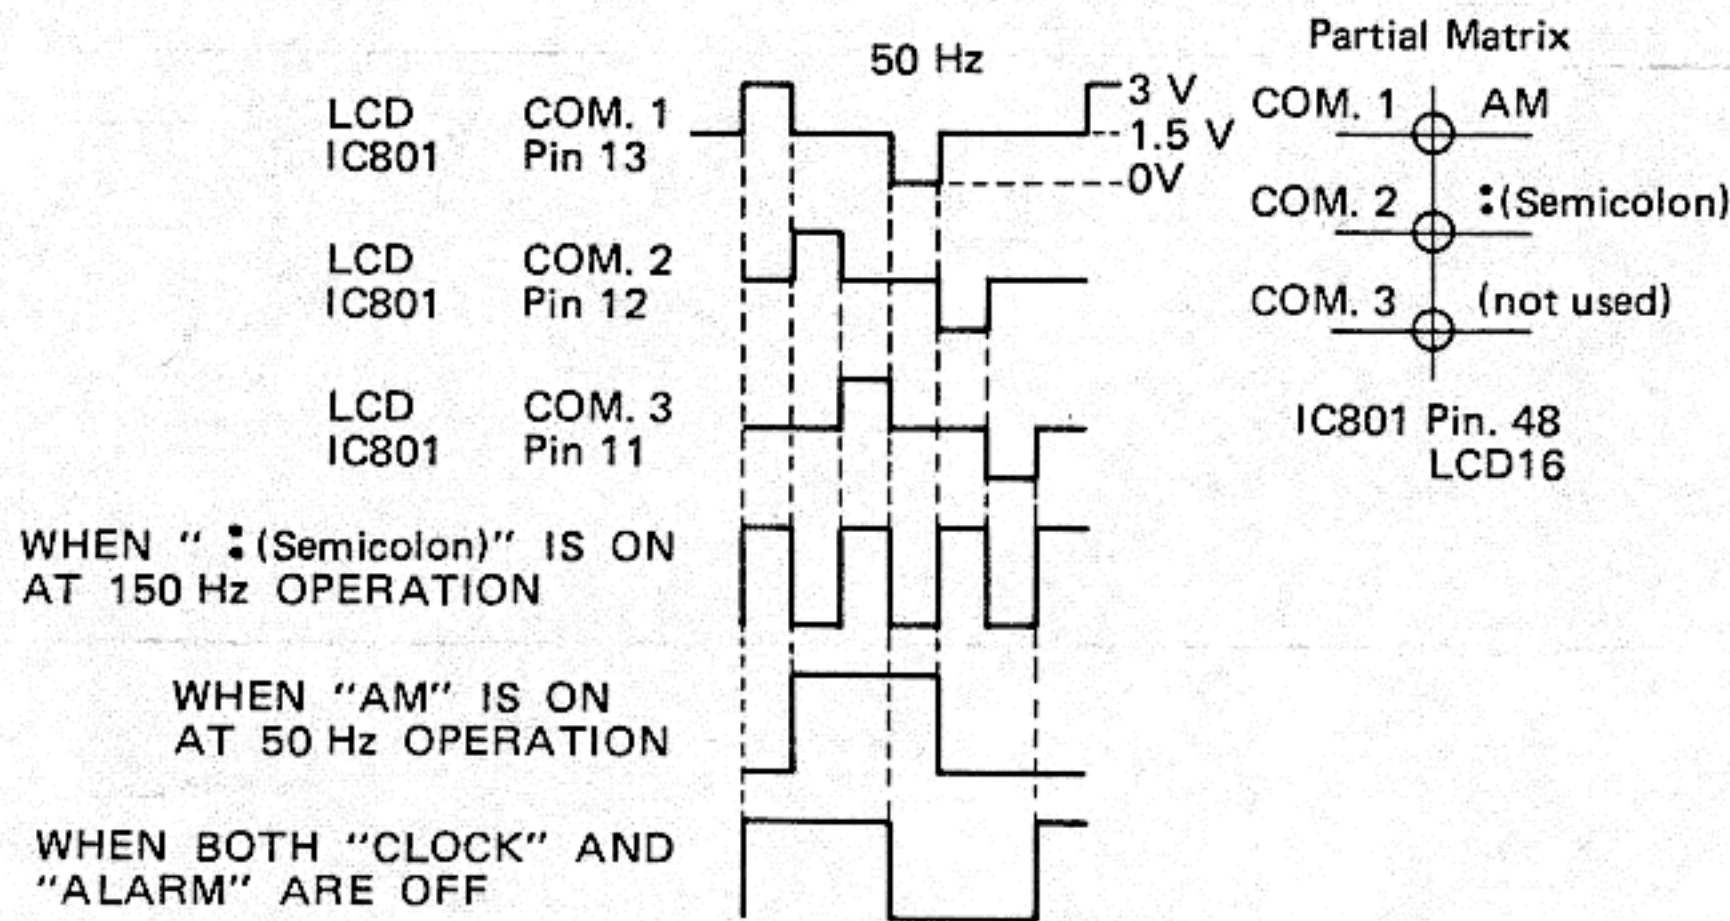 50 Hz
LCD COM. 1
IC801 Pin 13
3 V
1.5 V
0V
LCD COM. 2
IC801 Pin 12
LCD COM. 3
IC801 Pin 11
WHEN " : (Semicolon)" IS ON
AT 150 Hz OPERATION
WHEN "AM" IS ON
AT 50 Hz OPERATION
WHEN BOTH "CLOCK" AND
"ALARM" ARE OFF
Partial Matrix
COM. 1 AM
COM. 2 :(Semicolon)
COM. 3 (not used)
IC801 Pin. 48
LCD16